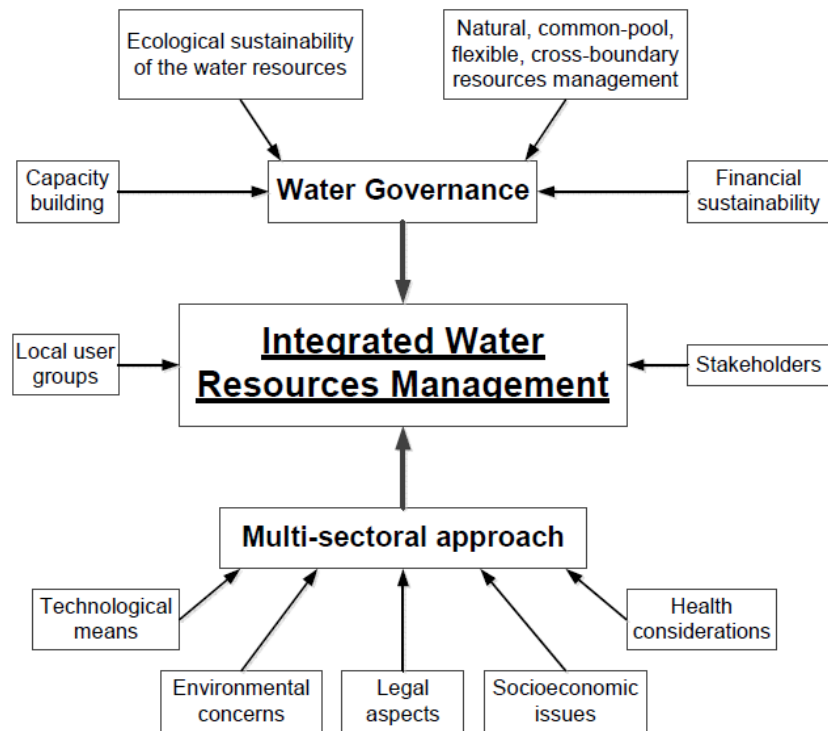 Ecological sustainability
of the water resources
Natural, common-pool,
flexible, cross-boundary
resources management
Capacity
building
Water Governance
Financial
sustainability
Local user
groups
Integrated Water
Resources Management
Stakeholders
Multi-sectoral approach
Technological
means
Health
considerations
Environmental
concerns
Legal
aspects
Socioeconomic
issues